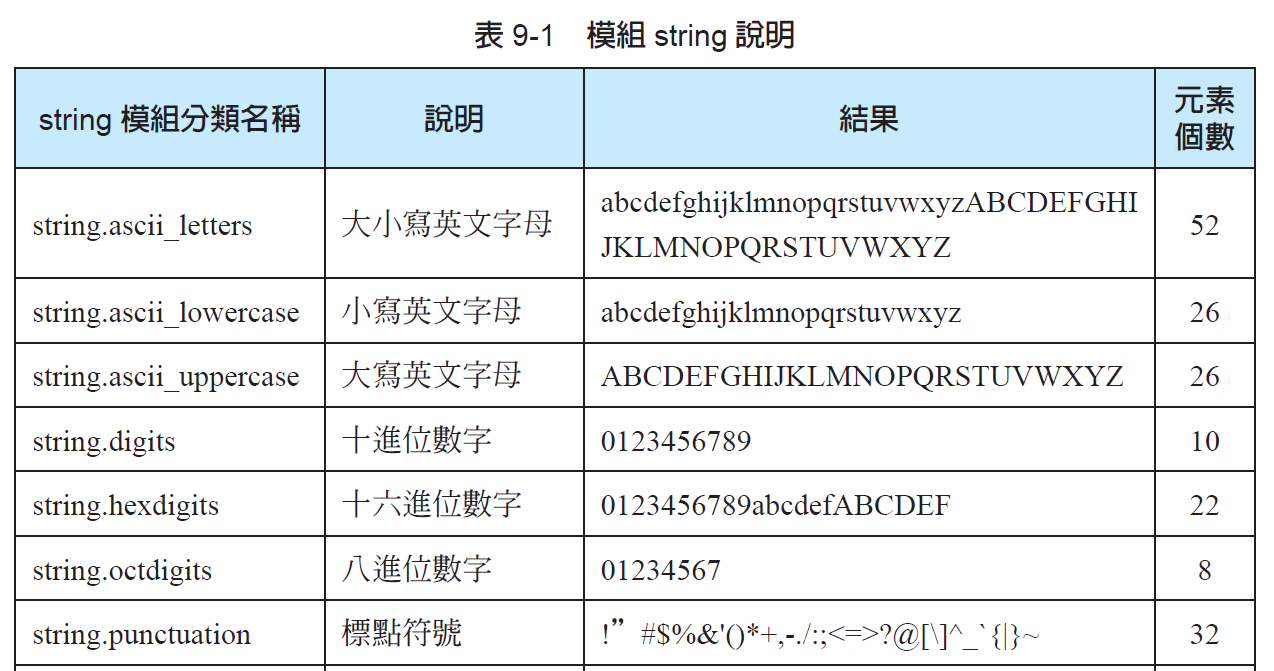 表 9-1 模組 string 說明
string 模組分類名稱 說明 結果 元素
個數
string.ascii_letters 大小寫英文字母 abcdefghijklmnopqrstuvwxyzABCDEFGHI
JKLMNOPQRSTUVWXYZ 52
string.ascii_lowercase 小寫英文字母 abcdefghijklmnopqrstuvwxyz 26
string.ascii_uppercase 大寫英文字母 ABCDEFGHIJKLMNOPQRSTUVWXYZ 26
string.digits 十進位數字 0123456789 10
string.hexdigits 十六進位數字 0123456789abcdefABCDEF 22
string.octdigits 八進位數字 01234567 8
string.punctuation 標點符號 !” #$%&'()*+,-./:;<=>?@[\]^_`{|}~ 32